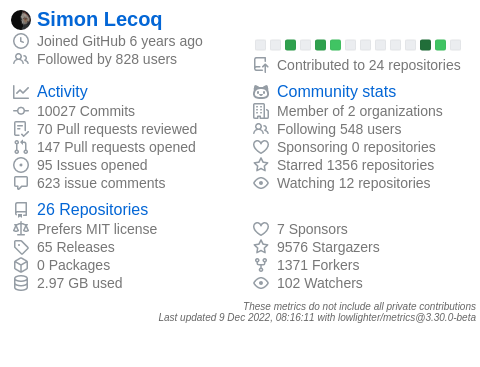 Simon Lecoq
Joined GitHub 6 years ago
Followed by 828 users
Contributed to 24 repositories
Activity
10027 Commits
70 Pull requests reviewed
147 Pull requests opened
95 Issues opened
623 issue comments
Community stats
Member of 2 organizations
Following 548 users
Sponsoring 0 repositories
Starred 1356 repositories
Watching 12 repositories
26 Repositories
Prefers MIT license
65 Releases
0 Packages
2.97 GB used
7 Sponsors
9576 Stargazers
1371 Forkers
102 Watchers
These metrics do not include all private contributions
Last updated 9 Dec 2022, 08:16:11 with lowlighter/metrics@3.30.0-beta